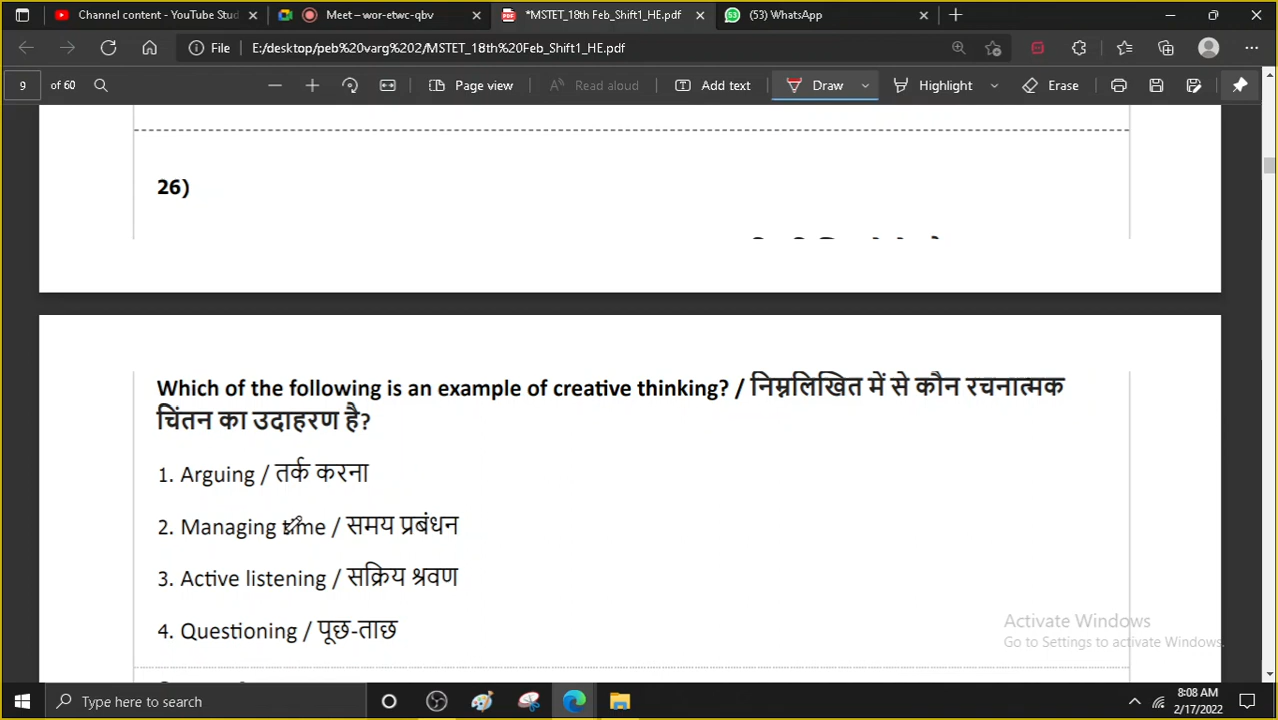 Channel content - YouTube Stud
Meet – wor-etwc-qbv
*MSTET_18th Feb_Shift1_HE.pdf
(53) WhatsApp
File E:/desktop/peb%20varg%202/MSTET_18th%20Feb_Shift1_HE.pdf
9 of 60 Page view Read aloud Add text Draw Highlight Erase
26)
Which of the following is an example of creative thinking? / निम्नलिखित में से कौन रचनात्मक
चिंतन का उदाहरण है?
1. Arguing / तर्क करना
2. Managing time / समय प्रबंधन
3. Active listening / सक्रिय श्रवण
4. Questioning / पूछ-ताछ
Activate Windows
Go to Settings to activate Windows.
Type here to search
8:08 AM
2/17/2022